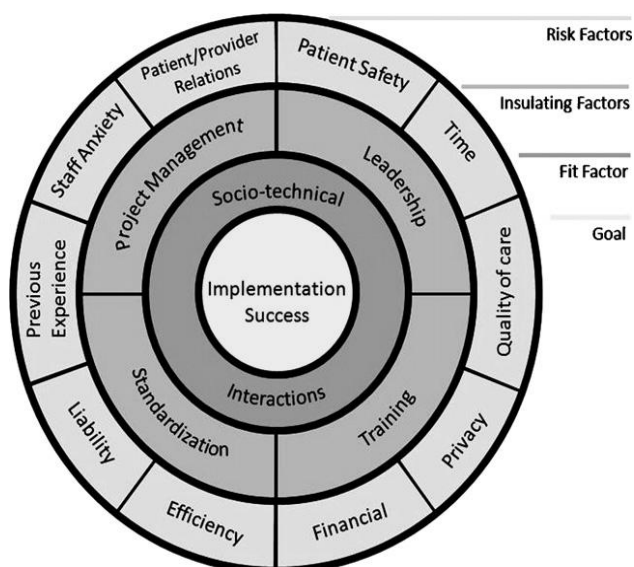 Risk Factors
Insulating Factors
Fit Factor
Goal
Patient/Provider
Relations
Patient Safety
Time
Quality of care
Privacy
Financial
Efficiency
Liability
Previous
Experience
Staff Anxiety
Project Management
Leadership
Training
Standardization
Socio-technical
Interactions
Implementation
Success